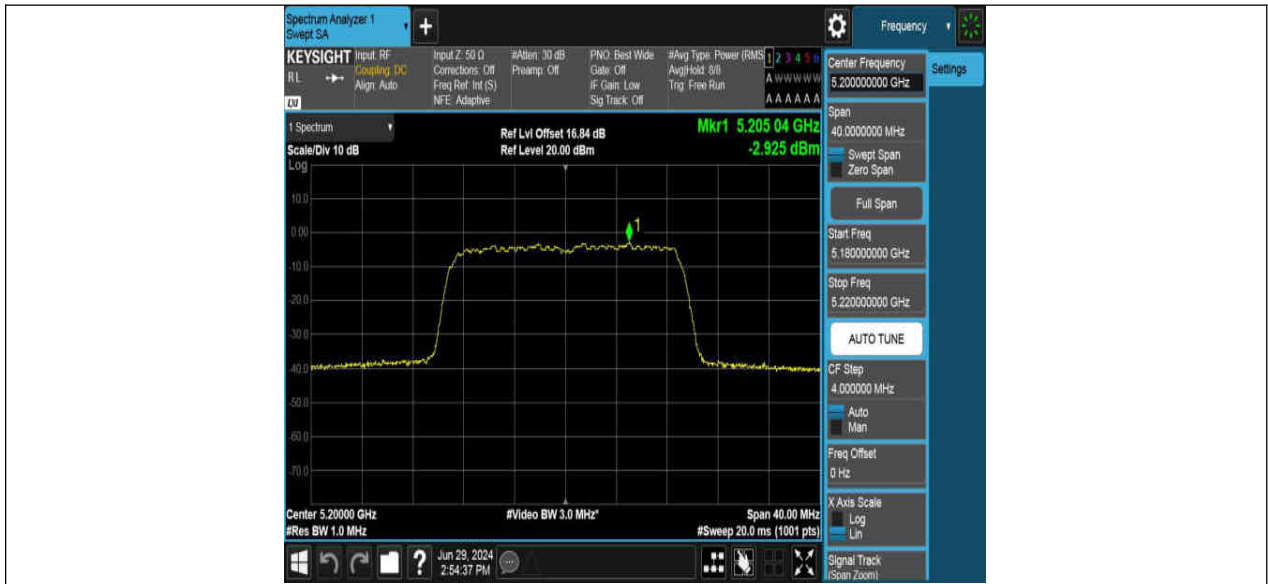 Spectrum Analyzer 1
Swept SA
+
Frequency
KEYSIGHT
RL
LXI
Input: RF
Coupling: DC
Align: Auto
Input Z: 50 Ω
Corrections: Off
Freq Ref: Int (S)
NFE: Adaptive
#Atten: 30 dB
Preamp: Off
PNO: Best Wide
Gate: Off
IF Gain: Low
Sig Track: Off
#Avg Type: Power (RMS
Avg|Hold: 8/8
Trig: Free Run
1 2 3 4 5 6
A W W W W W
A A A A A A
1 Spectrum
Scale/Div 10 dB
Log
Ref Lvl Offset 16.84 dB
Ref Level 20.00 dBm
Mkr1 5.205 04 GHz
-2.925 dBm
10.0
0.00
-10.0
-20.0
-30.0
-40.0
-50.0
-60.0
-70.0
1
Center 5.20000 GHz
#Res BW 1.0 MHz
#Video BW 3.0 MHz*
Span 40.00 MHz
#Sweep 20.0 ms (1001 pts)
?
Jun 29, 2024
2:54:37 PM
Center Frequency
5.200000000 GHz
Settings
Span
40.0000000 MHz
Swept Span
Zero Span
Full Span
Start Freq
5.180000000 GHz
Stop Freq
5.220000000 GHz
AUTO TUNE
CF Step
4.000000 MHz
Auto
Man
Freq Offset
0 Hz
X Axis Scale
Log
Lin
Signal Track
(Span Zoom)